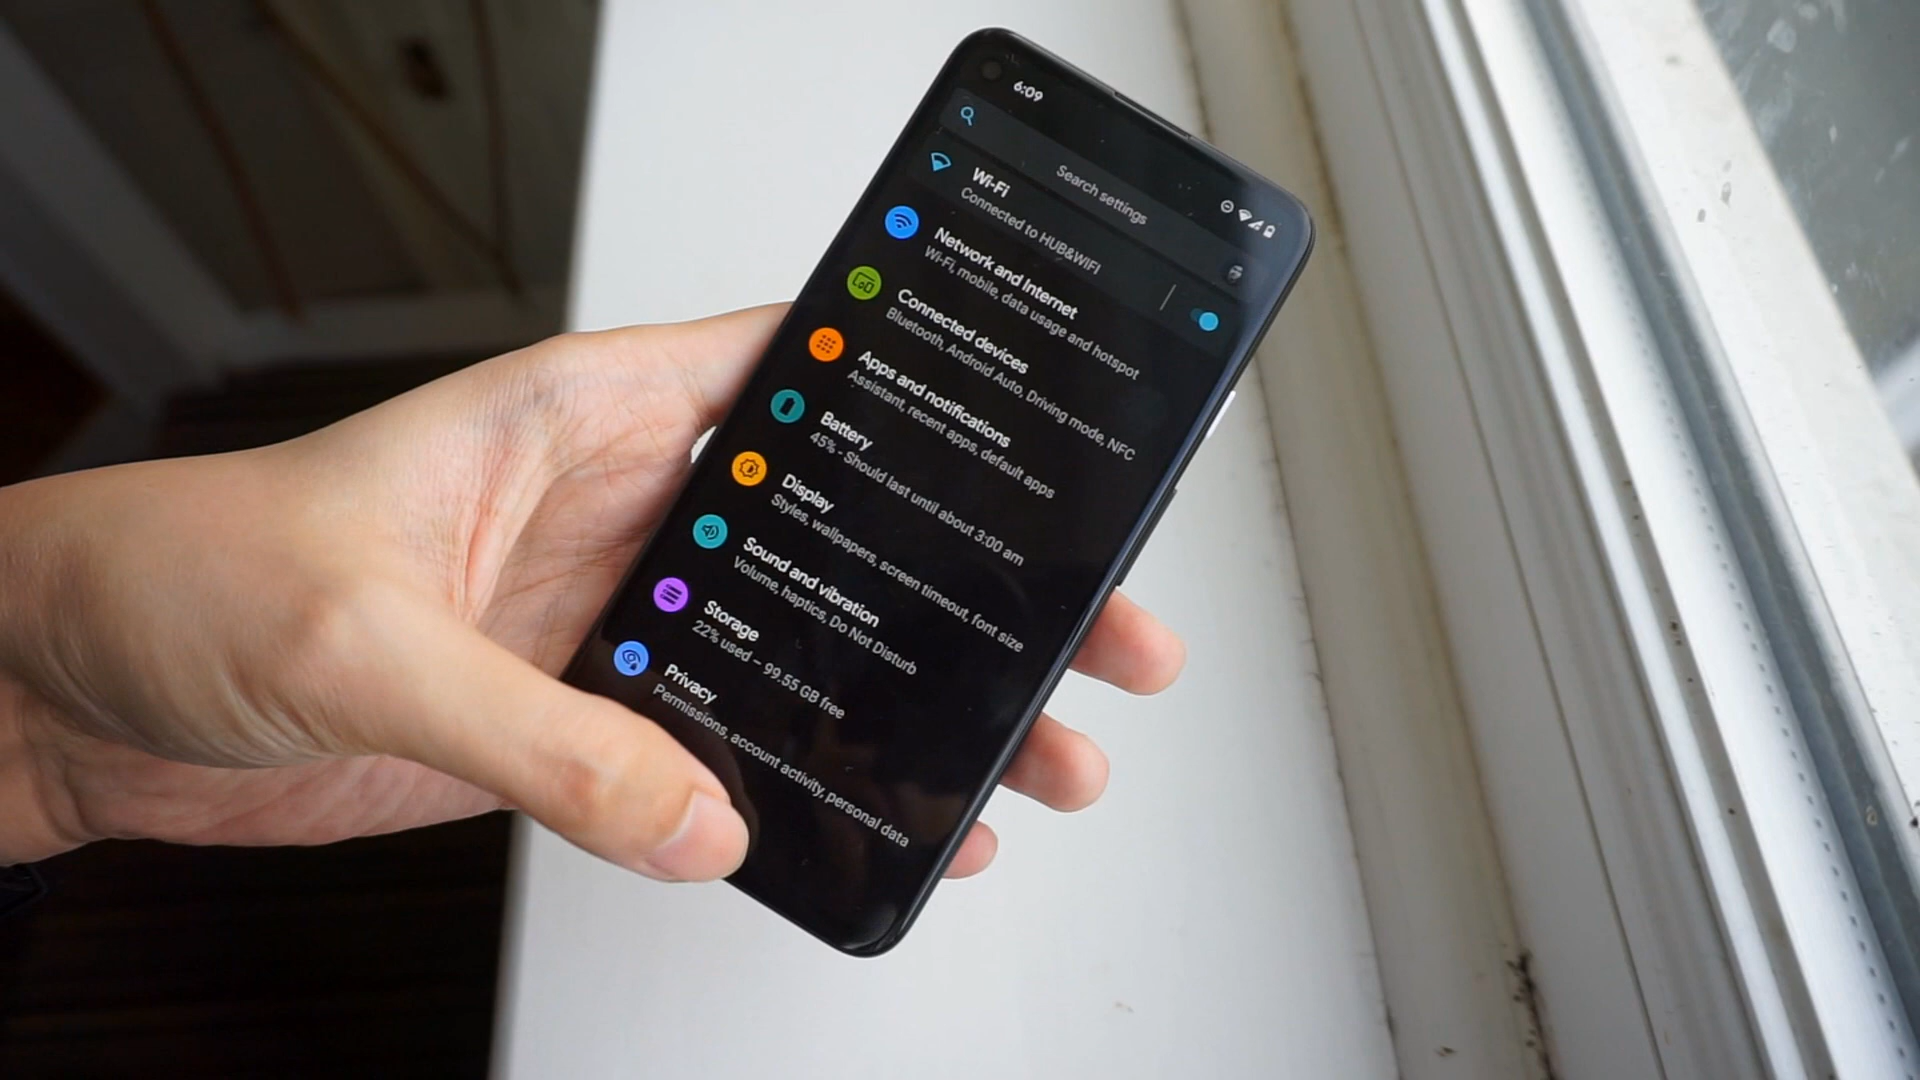 6:09
Search settings
Wi-Fi
Connected to HUB&WIFI
Network and Internet
Wi-Fi, mobile, data usage and hotspot
Connected devices
Bluetooth, Android Auto, Driving mode, NFC
Apps and notifications
Assistant, recent apps, default apps
Battery
45% - Should last until about 3:00 am
Display
Styles, wallpapers, screen timeout, font size
Sound and vibration
Volume, haptics, Do Not Disturb
Storage
22% used – 99.55 GB free
Privacy
Permissions, account activity, personal data